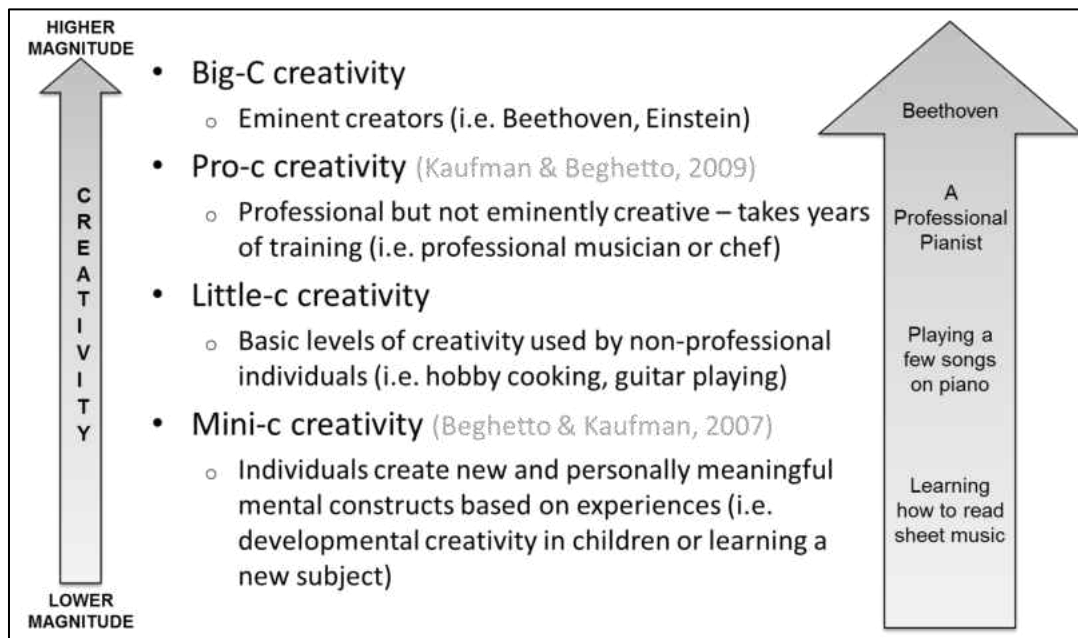 HIGHER
MAGNITUDE
CREATIVITY
LOWER
MAGNITUDE
• Big-C creativity
o Eminent creators (i.e. Beethoven, Einstein)
• Pro-c creativity (Kaufman & Beghetto, 2009)
o Professional but not eminently creative – takes years
of training (i.e. professional musician or chef)
• Little-c creativity
o Basic levels of creativity used by non-professional
individuals (i.e. hobby cooking, guitar playing)
• Mini-c creativity (Beghetto & Kaufman, 2007)
o Individuals create new and personally meaningful
mental constructs based on experiences (i.e.
developmental creativity in children or learning a
new subject)
Beethoven
A
Professional
Pianist
Playing a
few songs
on piano
Learning
how to read
sheet music